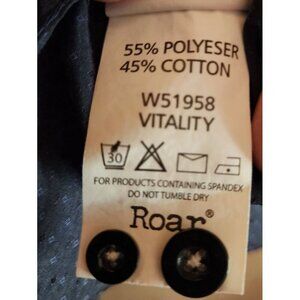 55% POLYESER
45% COTTON
W51958
VITALITY
30
FOR PRODUCTS CONTAINING SPANDEX
DO NOT TUMBLE DRY
Roar®